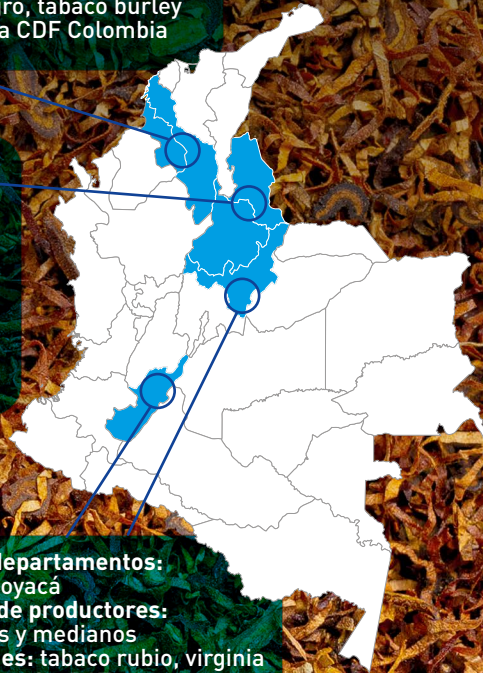 ro, tabaco burley
a CDF Colombia
departamentos:
oyacá
de productores:
s y medianos
es: tabaco rubio, virginia